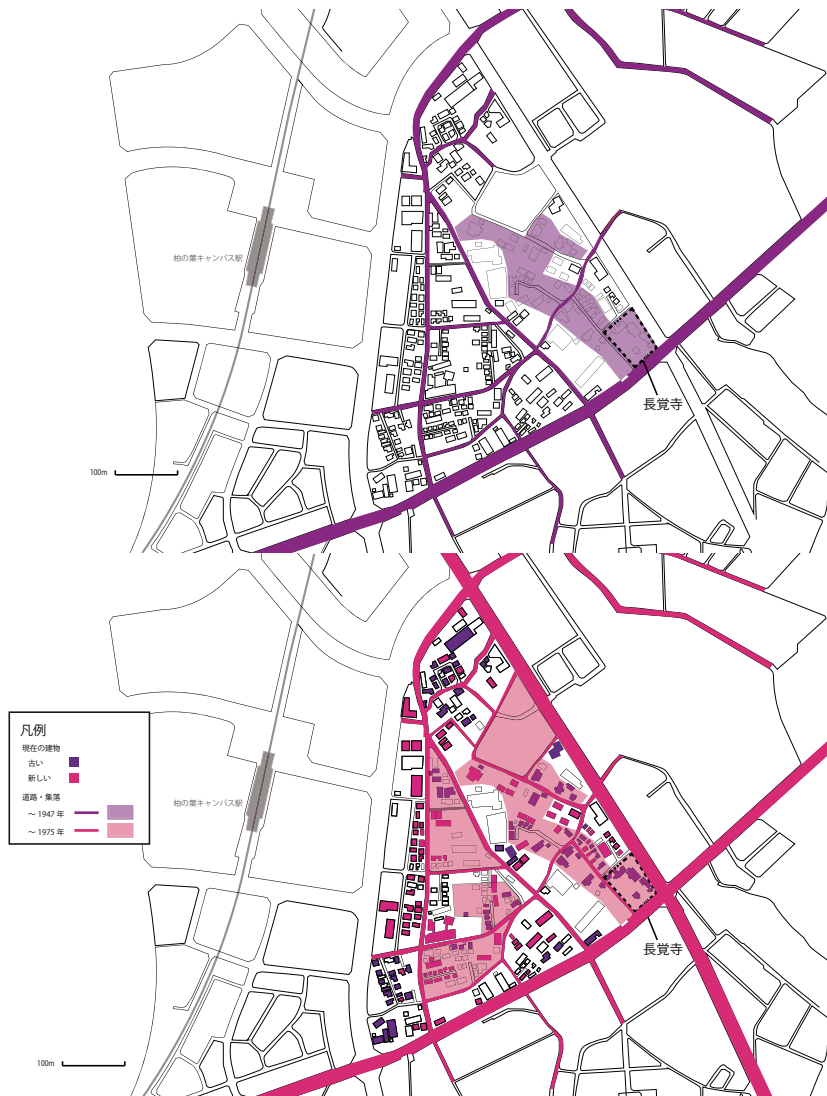 柏の葉キャンパス駅
長覚寺
100m
凡例
現在の建物
古い
新しい
道路・集落
～ 1947 年
～ 1975 年
柏の葉キャンパス駅
長覚寺
100m